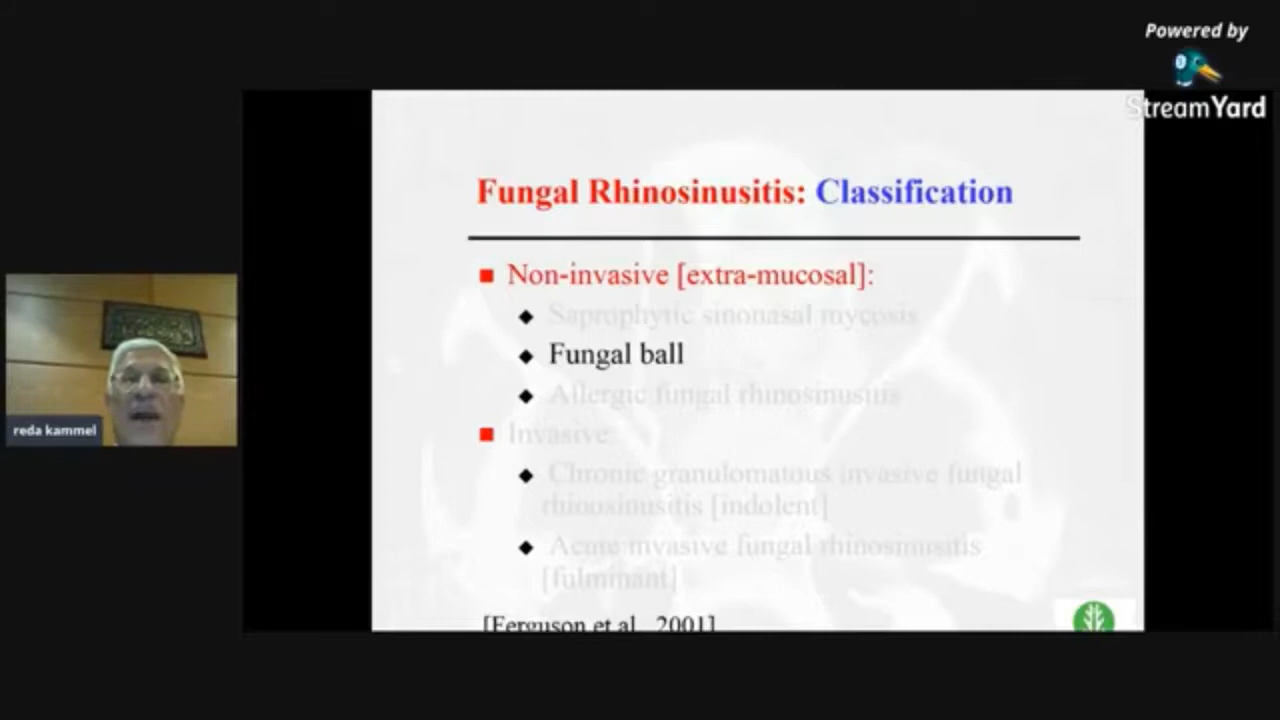 Powered by
StreamYard
Fungal Rhinosinusitis: Classification
Non-invasive [extra-mucosal]:
Saprophytic sinonasal mycosis
Fungal ball
Allergic fungal rhinosinusitis
Invasive:
Chronic granulomatous invasive fungal
rhinosinusitis [indolent]
Acute invasive fungal rhinosinusitis
[fulminant]
[Ferguson et al., 2001]
reda kammel